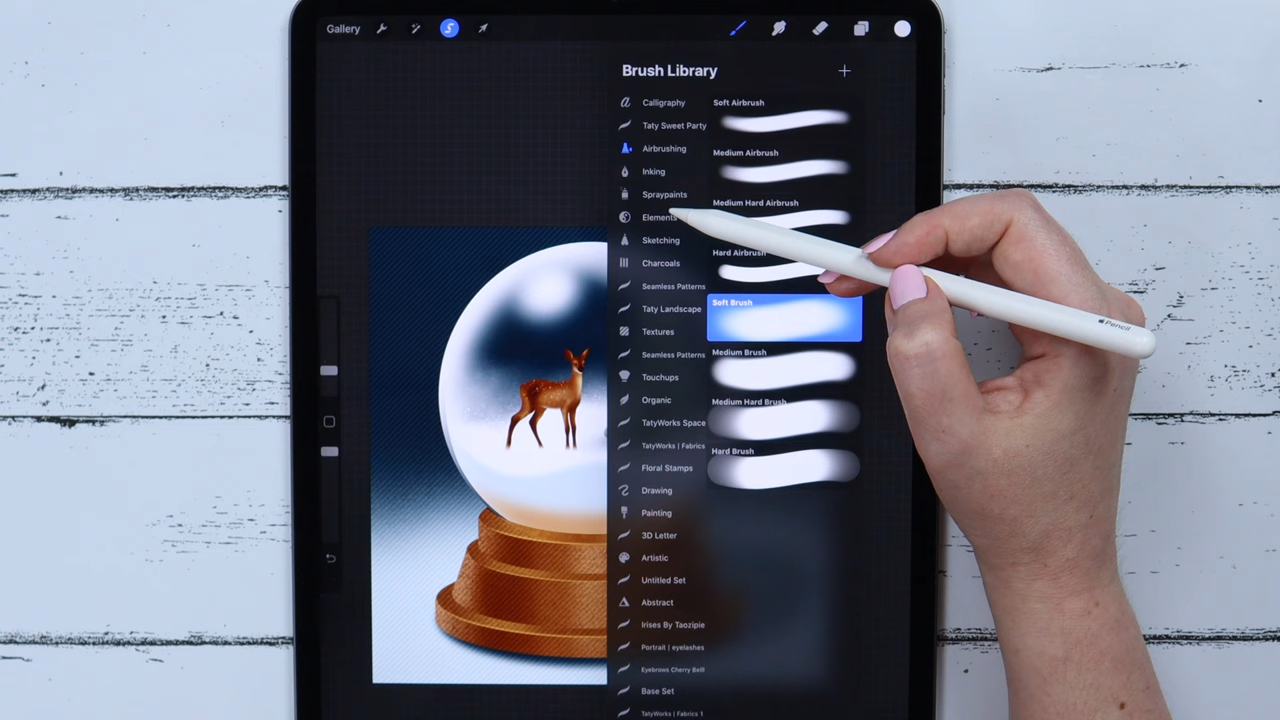 Gallery
Brush Library
Calligraphy
Taty Sweet Party
Airbrushing
Inking
Spraypaints
Elements
Sketching
Charcoals
Seamless Patterns
Taty Landscape
Textures
Seamless Patterns
Touchups
Organic
TatyWorks Space
TatyWorks | Fabrics
Floral Stamps
Drawing
Painting
3D Letter
Artistic
Untitled Set
Abstract
Irises By Taozipie
Portrait | eyelashes
Eyebrows Cherry Belll
Base Set
TatyWorks | Fabrics 1
Soft Airbrush
Medium Airbrush
Medium Hard Airbrush
Hard Airbrush
Soft Brush
Medium Brush
Medium Hard Brush
Hard Brush
Pencil